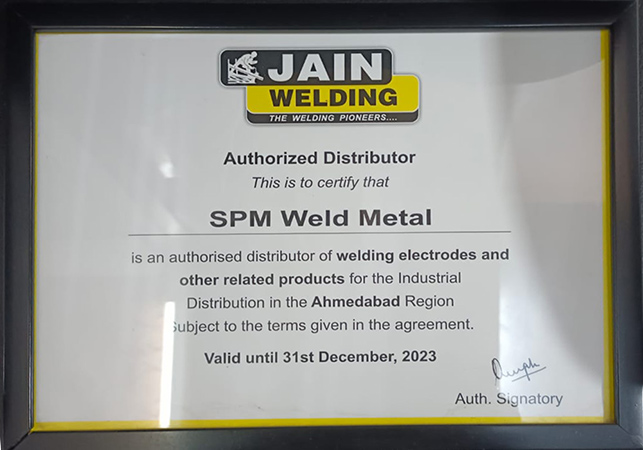 JAIN
WELDING
THE WELDING PIONEERS....
Authorized Distributor
This is to certify that
SPM Weld Metal
is an authorised distributor of welding electrodes and
other related products for the Industrial
Distribution in the Ahmedabad Region
Subject to the terms given in the agreement.
Valid until 31st December, 2023
Auth. Signatory